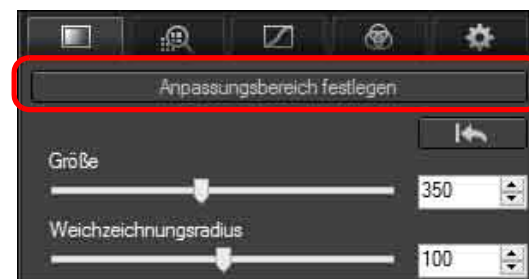 Anpassungsbereich festlegen
Größe
350
Weichzeichnungsradius
100